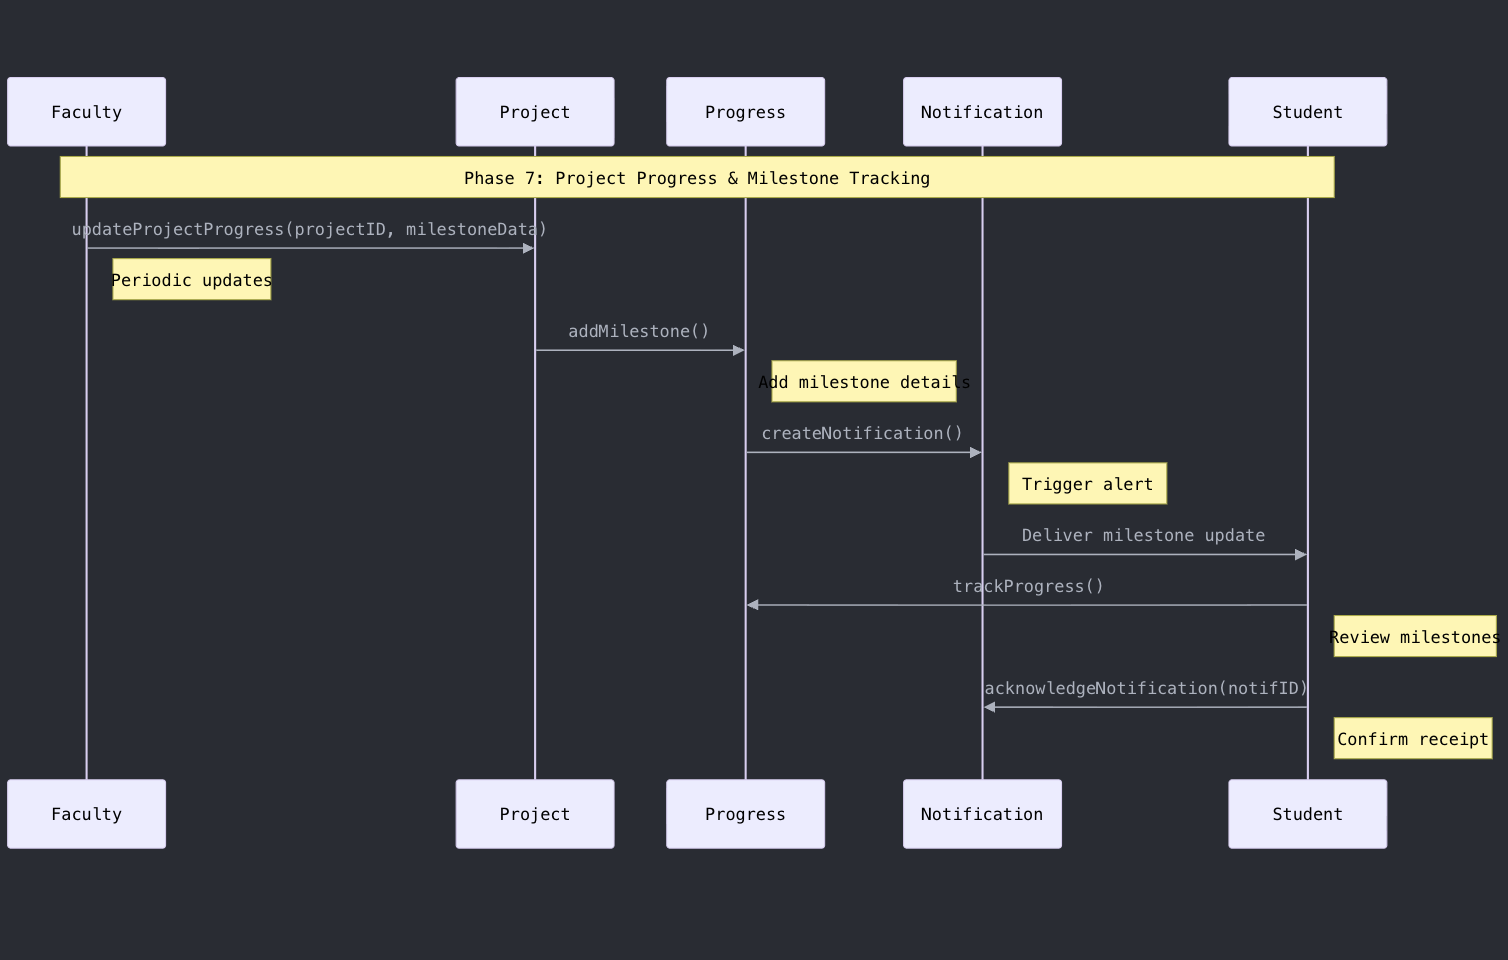 Faculty
Project
Progress
Notification
Student
Phase 7: Project Progress & Milestone Tracking
updateProjectProgress(projectID, milestoneData)
Periodic updates
addMilestone()
Add milestone details
createNotification()
Trigger alert
Deliver milestone update
trackProgress()
Review milestones
acknowledgeNotification(notifID)
Confirm receipt
Faculty
Project
Progress
Notification
Student